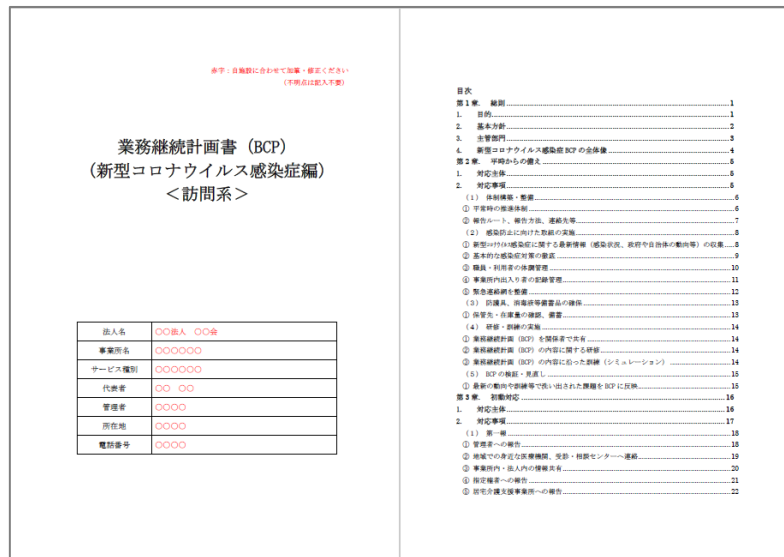 赤字：自施設に合わせて加筆・修正ください
（不明点は記入不要）
業務継続計画書（BCP）
（新型コロナウイルス感染症編）
＜訪問系＞
法人名 〇〇法人 〇〇会
事業所名 〇〇〇〇〇〇
サービス種別 〇〇〇〇〇〇
代表者 〇〇 〇〇
管理者 〇〇〇〇
所在地 〇〇〇〇
電話番号 〇〇〇〇
目次
第1章. 総則 1
1. 目的 1
2. 基本方針 2
3. 主管部門 3
4. 新型コロナウイルス感染症 BCP の全体像 4
第2章. 平時からの備え 5
1. 対応主体 5
2. 対応事項 5
（1） 体制構築・整備 6
① 平常時の推進体制 6
② 報告ルート、報告方法、連絡先等 7
（2） 感染防止に向けた取組の実施 8
① 新型コロナウイルス感染症に関する最新情報（感染状況、政府や自治体の動向等）の収集 8
② 基本的な感染症対策の徹底 9
③ 職員・利用者の体調管理 10
④ 事業所内出入り者の記録管理 11
⑤ 緊急連絡網を整備 12
（3） 防護具、消毒液等備蓄品の確保 13
① 保管先・在庫量の確認、備蓄 13
（4） 研修・訓練の実施 14
① 業務継続計画（BCP）を関係者で共有 14
② 業務継続計画（BCP）の内容に関する研修 14
③ 業務継続計画（BCP）の内容に沿った訓練（シミュレーション） 14
（5） BCP の検証・見直し 15
① 最新の動向や訓練等で洗い出された課題を BCP に反映 15
第3章. 初動対応 16
1. 対応主体 16
2. 対応事項 17
（1） 第一報 18
① 管理者への報告 18
② 地域での身近な医療機関、受診・相談センターへ連絡 19
③ 事業所内・法人内の情報共有 20
④ 指定権者への報告 21
⑤ 居宅介護支援事業所への報告 22